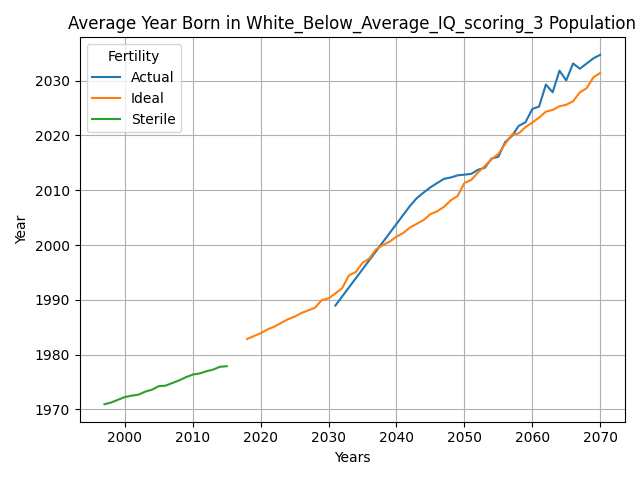 Average Year Born in White_Below_Average_IQ_scoring_3 Population
Fertility
Actual
Ideal
Sterile
Year
2030
2020
2010
2000
1990
1980
1970
2000 2010 2020 2030 2040 2050 2060 2070
Years